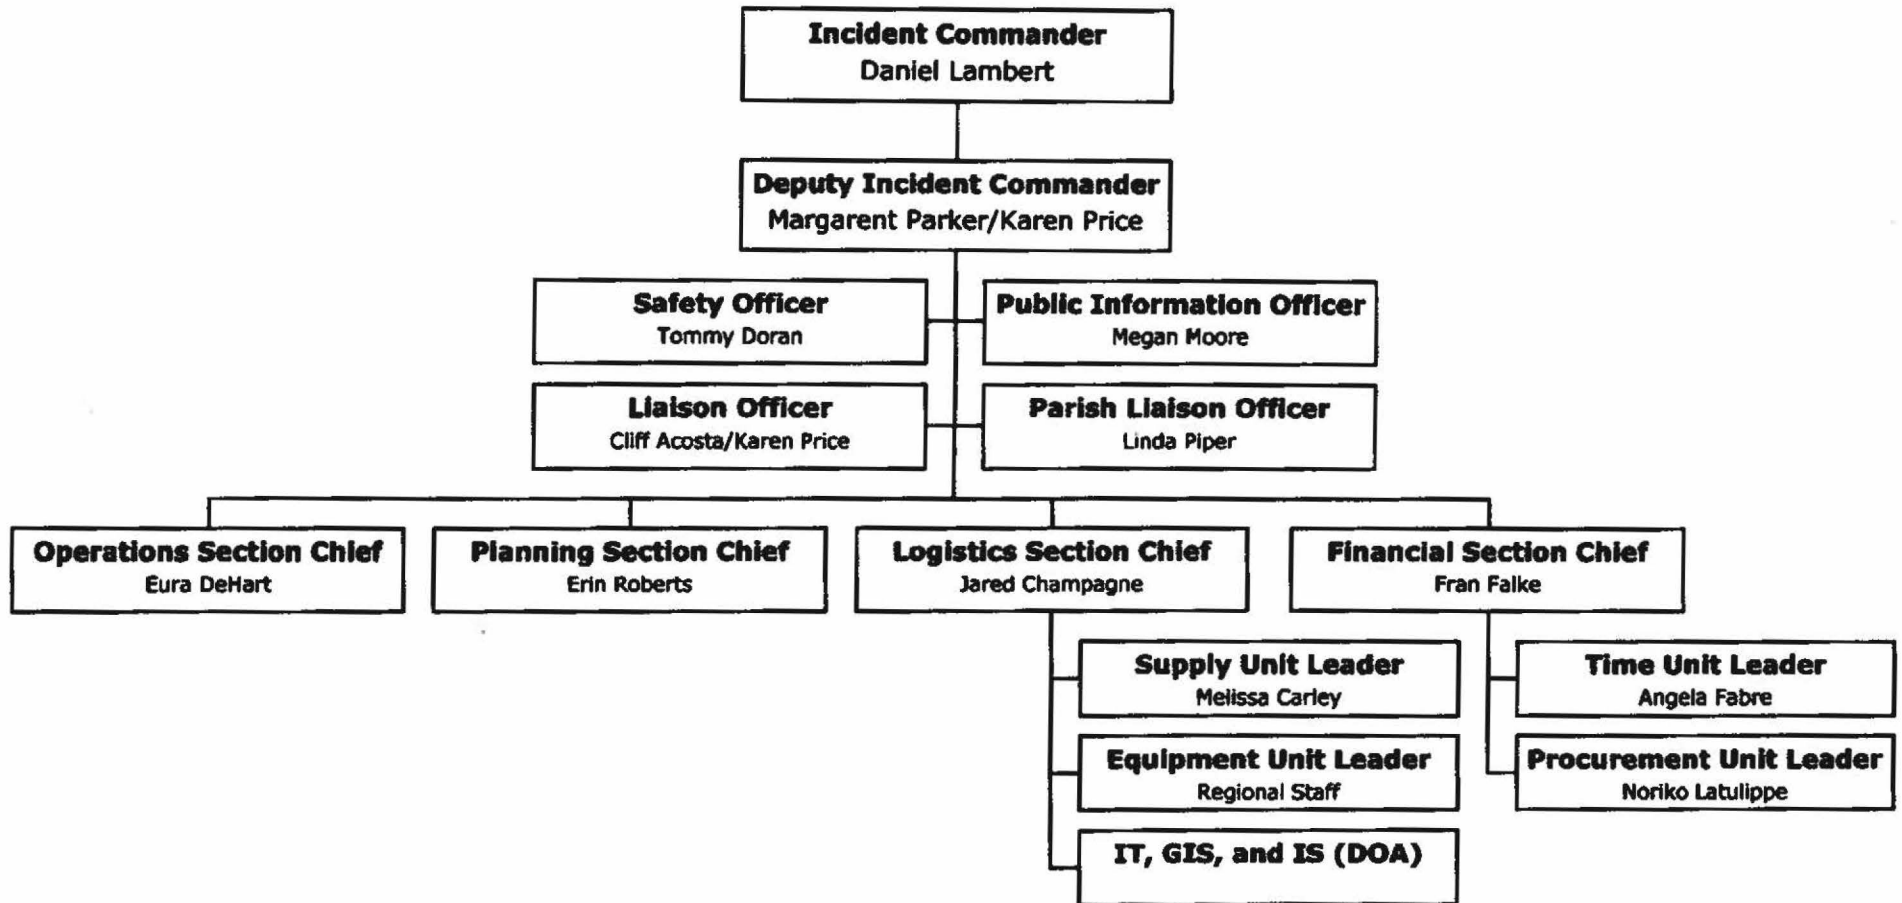 Incident Commander
Daniel Lambert
Deputy Incident Commander
Margarent Parker/Karen Price
Safety Officer
Tommy Doran
Public Information Officer
Megan Moore
Liaison Officer
Cliff Acosta/Karen Price
Parish Liaison Officer
Linda Piper
Operations Section Chief
Eura DeHart
Planning Section Chief
Erin Roberts
Logistics Section Chief
Jared Champagne
Financial Section Chief
Fran Falke
Supply Unit Leader
Melissa Carley
Equipment Unit Leader
Regional Staff
IT, GIS, and IS (DOA)
Time Unit Leader
Angela Fabre
Procurement Unit Leader
Noriko Latulippe